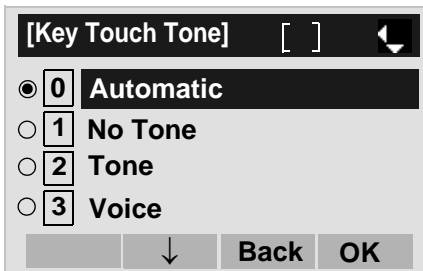 [Key Touch Tone] [ ]
0 Automatic
1 No Tone
2 Tone
3 Voice
↓ Back OK